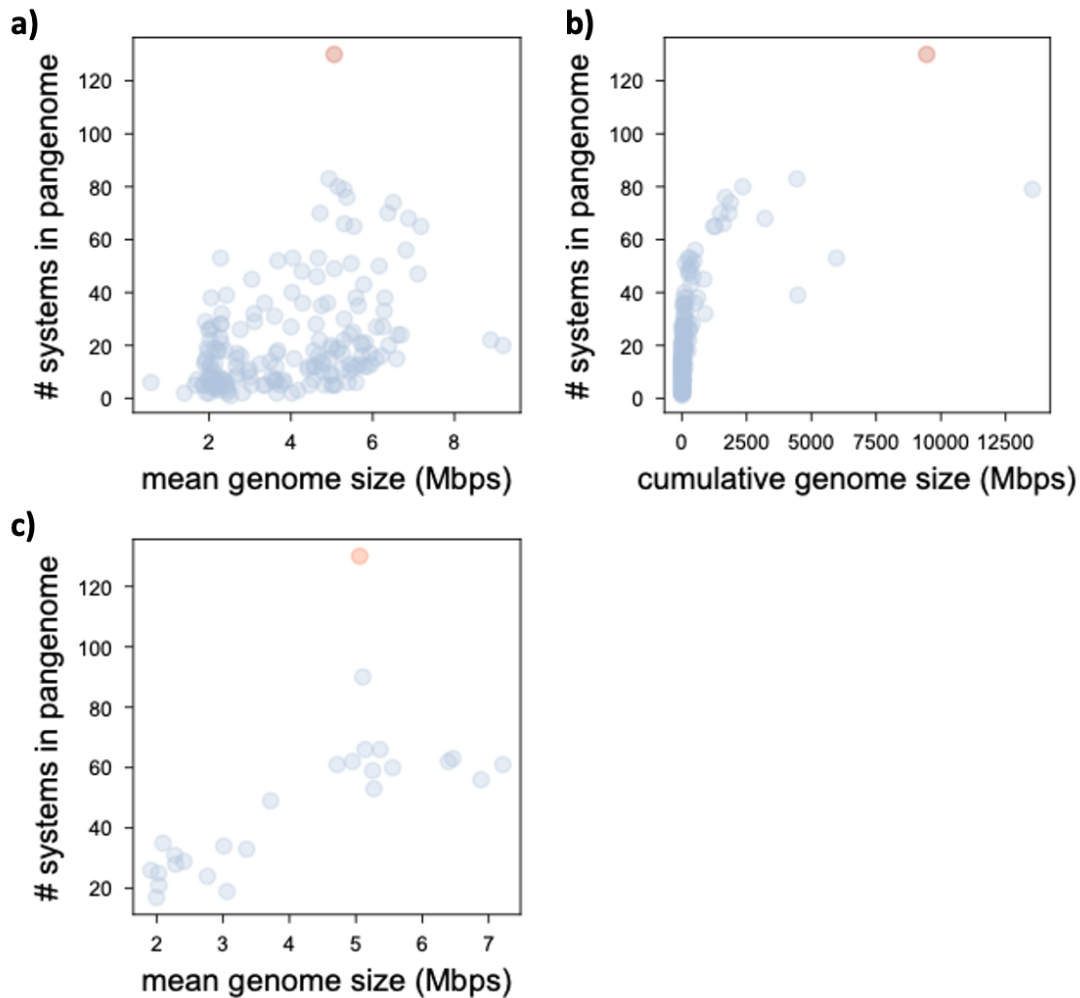 a)
# systems in pangenome
120
100
80
60
40
20
0
2 4 6 8
mean genome size (Mbps)
b)
# systems in pangenome
120
100
80
60
40
20
0
0 2500 5000 7500 10000 12500
cumulative genome size (Mbps)
c)
# systems in pangenome
120
100
80
60
40
20
2 3 4 5 6 7
mean genome size (Mbps)